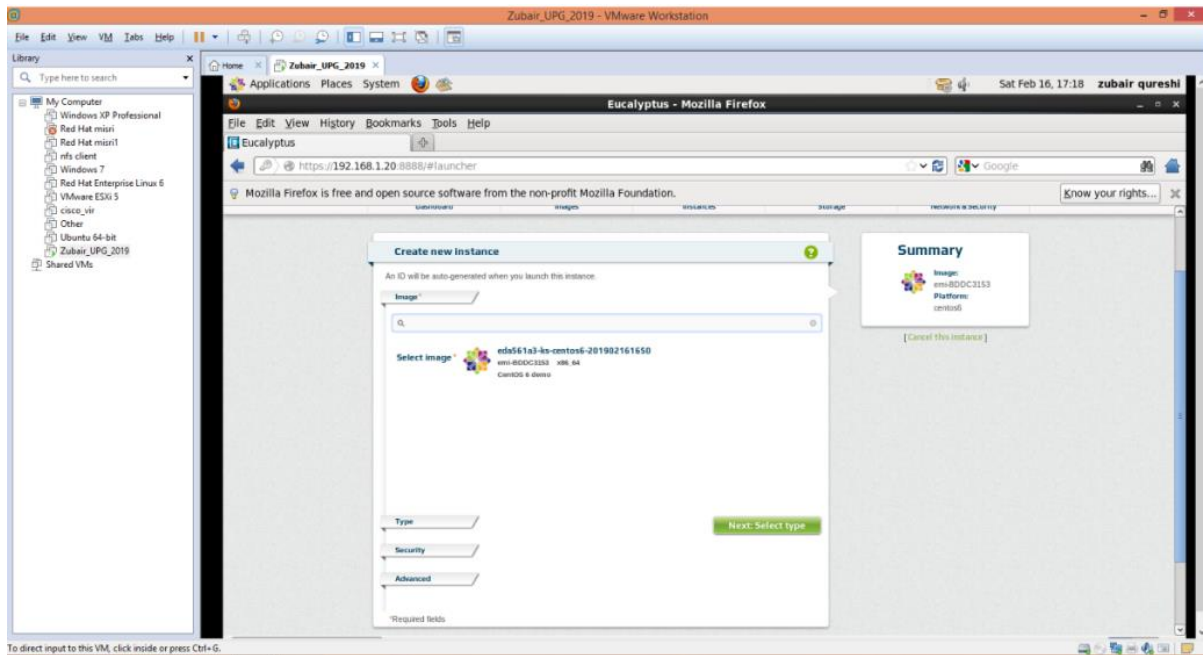 Zubair_UPG_2019 - VMware Workstation
File Edit View VM Tabs Help
Library
Type here to search
My Computer
Windows XP Professional
Red Hat misri
Red Hat misri1
nfs client
Windows 7
Red Hat Enterprise Linux 6
VMware ESXi 5
cisco_vir
Other
Ubuntu 64-bit
Zubair_UPG_2019
Shared VMs
Home
Zubair_UPG_2019
Applications Places System
Sat Feb 16, 17:18 zubair qureshi
Eucalyptus - Mozilla Firefox
File Edit View History Bookmarks Tools Help
Eucalyptus
https://192.168.1.20:8888/#launcher
Google
Mozilla Firefox is free and open source software from the non-profit Mozilla Foundation.
Know your rights...
Dashboard Images Instances Storage Network & Security
Create new instance
An ID will be auto-generated when you launch this instance.
Image*
Select image*
eda561a3-ks-centos6-201902161650
emi-BDDC3153 x86_64
CentOS 6 demo
Type
Next: Select type
Security
Advanced
*Required fields
Summary
Image:
emi-BDDC3153
Platform:
centos6
[Cancel this instance]
To direct input to this VM, click inside or press Ctrl+G.